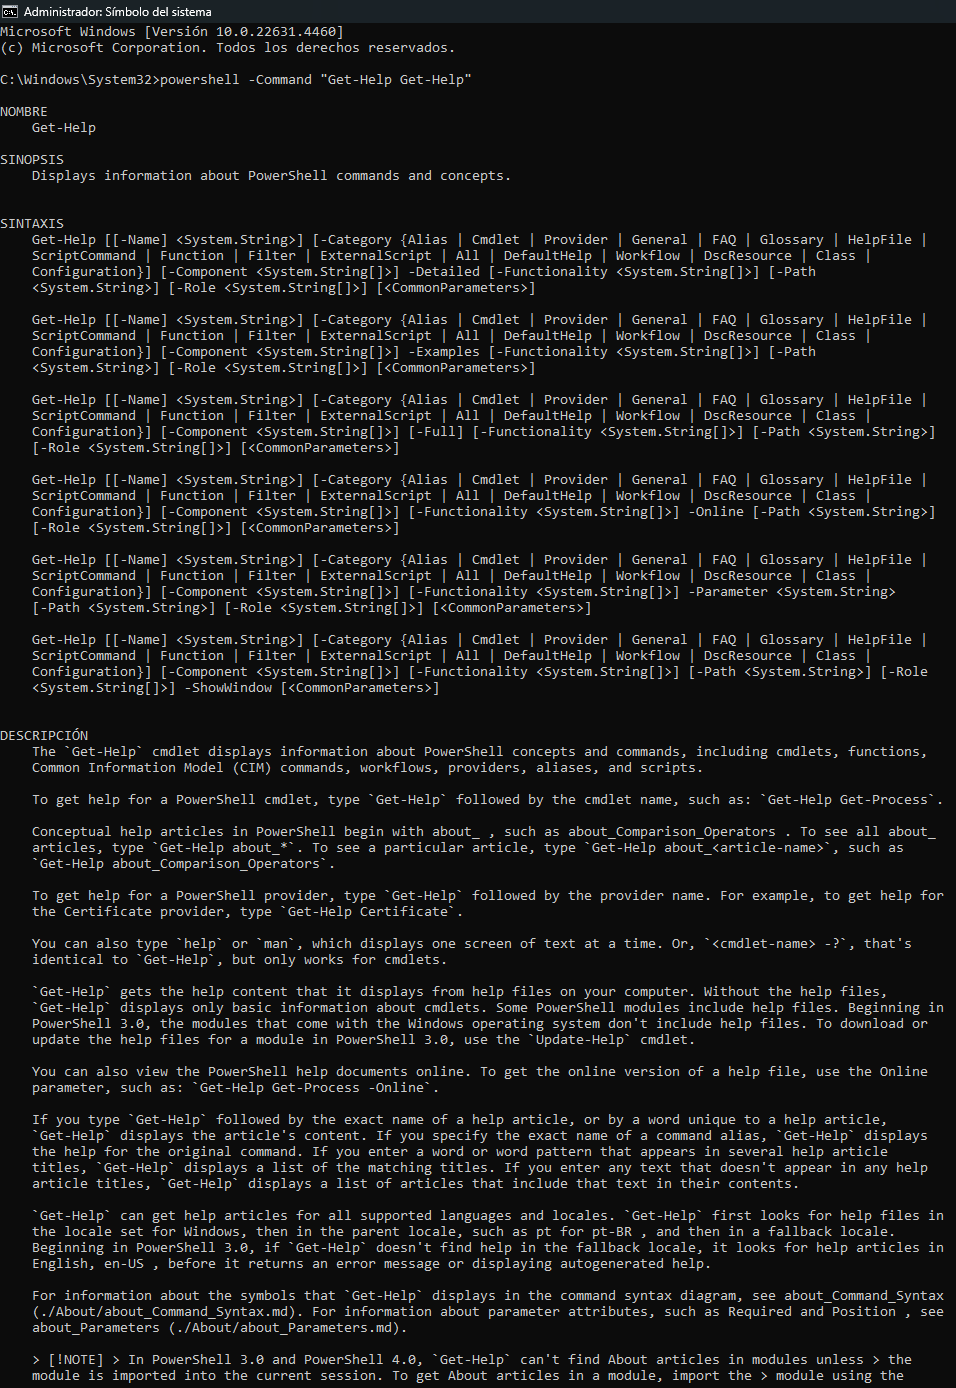 Administrador: Símbolo del sistema
Microsoft Windows [Versión 10.0.22631.4460]
(c) Microsoft Corporation. Todos los derechos reservados.
C:\Windows\System32>powershell -Command "Get-Help Get-Help"
NOMBRE
Get-Help
SINOPSIS
Displays information about PowerShell commands and concepts.
SINTAXIS
Get-Help [[-Name] <System.String>] [-Category {Alias | Cmdlet | Provider | General | FAQ | Glossary | HelpFile |
ScriptCommand | Function | Filter | ExternalScript | All | DefaultHelp | Workflow | DscResource | Class |
Configuration}] [-Component <System.String[]>] -Detailed [-Functionality <System.String[]>] [-Path
<System.String>] [-Role <System.String[]>] [<CommonParameters>]
Get-Help [[-Name] <System.String>] [-Category {Alias | Cmdlet | Provider | General | FAQ | Glossary | HelpFile |
ScriptCommand | Function | Filter | ExternalScript | All | DefaultHelp | Workflow | DscResource | Class |
Configuration}] [-Component <System.String[]>] -Examples [-Functionality <System.String[]>] [-Path
<System.String>] [-Role <System.String[]>] [<CommonParameters>]
Get-Help [[-Name] <System.String>] [-Category {Alias | Cmdlet | Provider | General | FAQ | Glossary | HelpFile |
ScriptCommand | Function | Filter | ExternalScript | All | DefaultHelp | Workflow | DscResource | Class |
Configuration}] [-Component <System.String[]>] [-Full] [-Functionality <System.String[]>] [-Path <System.String>]
[-Role <System.String[]>] [<CommonParameters>]
Get-Help [[-Name] <System.String>] [-Category {Alias | Cmdlet | Provider | General | FAQ | Glossary | HelpFile |
ScriptCommand | Function | Filter | ExternalScript | All | DefaultHelp | Workflow | DscResource | Class |
Configuration}] [-Component <System.String[]>] [-Functionality <System.String[]>] -Online [-Path <System.String>]
[-Role <System.String[]>] [<CommonParameters>]
Get-Help [[-Name] <System.String>] [-Category {Alias | Cmdlet | Provider | General | FAQ | Glossary | HelpFile |
ScriptCommand | Function | Filter | ExternalScript | All | DefaultHelp | Workflow | DscResource | Class |
Configuration}] [-Component <System.String[]>] [-Functionality <System.String[]>] -Parameter <System.String>
[-Path <System.String>] [-Role <System.String[]>] [<CommonParameters>]
Get-Help [[-Name] <System.String>] [-Category {Alias | Cmdlet | Provider | General | FAQ | Glossary | HelpFile |
ScriptCommand | Function | Filter | ExternalScript | All | DefaultHelp | Workflow | DscResource | Class |
Configuration}] [-Component <System.String[]>] [-Functionality <System.String[]>] [-Path <System.String>] [-Role
<System.String[]>] -ShowWindow [<CommonParameters>]
DESCRIPCIÓN
The `Get-Help` cmdlet displays information about PowerShell concepts and commands, including cmdlets, functions,
Common Information Model (CIM) commands, workflows, providers, aliases, and scripts.
To get help for a PowerShell cmdlet, type `Get-Help` followed by the cmdlet name, such as: `Get-Help Get-Process`.
Conceptual help articles in PowerShell begin with about_ , such as about_Comparison_Operators . To see all about_
articles, type `Get-Help about_*`. To see a particular article, type `Get-Help about_<article-name>`, such as
`Get-Help about_Comparison_Operators`.
To get help for a PowerShell provider, type `Get-Help` followed by the provider name. For example, to get help for
the Certificate provider, type `Get-Help Certificate`.
You can also type `help` or `man`, which displays one screen of text at a time. Or, `<cmdlet-name> -?`, that's
identical to `Get-Help`, but only works for cmdlets.
`Get-Help` gets the help content that it displays from help files on your computer. Without the help files,
`Get-Help` displays only basic information about cmdlets. Some PowerShell modules include help files. Beginning in
PowerShell 3.0, the modules that come with the Windows operating system don't include help files. To download or
update the help files for a module in PowerShell 3.0, use the `Update-Help` cmdlet.
You can also view the PowerShell help documents online. To get the online version of a help file, use the Online
parameter, such as: `Get-Help Get-Process -Online`.
If you type `Get-Help` followed by the exact name of a help article, or by a word unique to a help article,
`Get-Help` displays the article's content. If you specify the exact name of a command alias, `Get-Help` displays
the help for the original command. If you enter a word or word pattern that appears in several help article
titles, `Get-Help` displays a list of the matching titles. If you enter any text that doesn't appear in any help
article titles, `Get-Help` displays a list of articles that include that text in their contents.
`Get-Help` can get help articles for all supported languages and locales. `Get-Help` first looks for help files in
the locale set for Windows, then in the parent locale, such as pt for pt-BR , and then in a fallback locale.
Beginning in PowerShell 3.0, if `Get-Help` doesn't find help in the fallback locale, it looks for help articles in
English, en-US , before it returns an error message or displaying autogenerated help.
For information about the symbols that `Get-Help` displays in the command syntax diagram, see about_Command_Syntax
(./About/about_Command_Syntax.md). For information about parameter attributes, such as Required and Position , see
about_Parameters (./About/about_Parameters.md).
> [!NOTE] > In PowerShell 3.0 and PowerShell 4.0, `Get-Help` can't find About articles in modules unless > the
module is imported into the current session. To get About articles in a module, import the > module using the